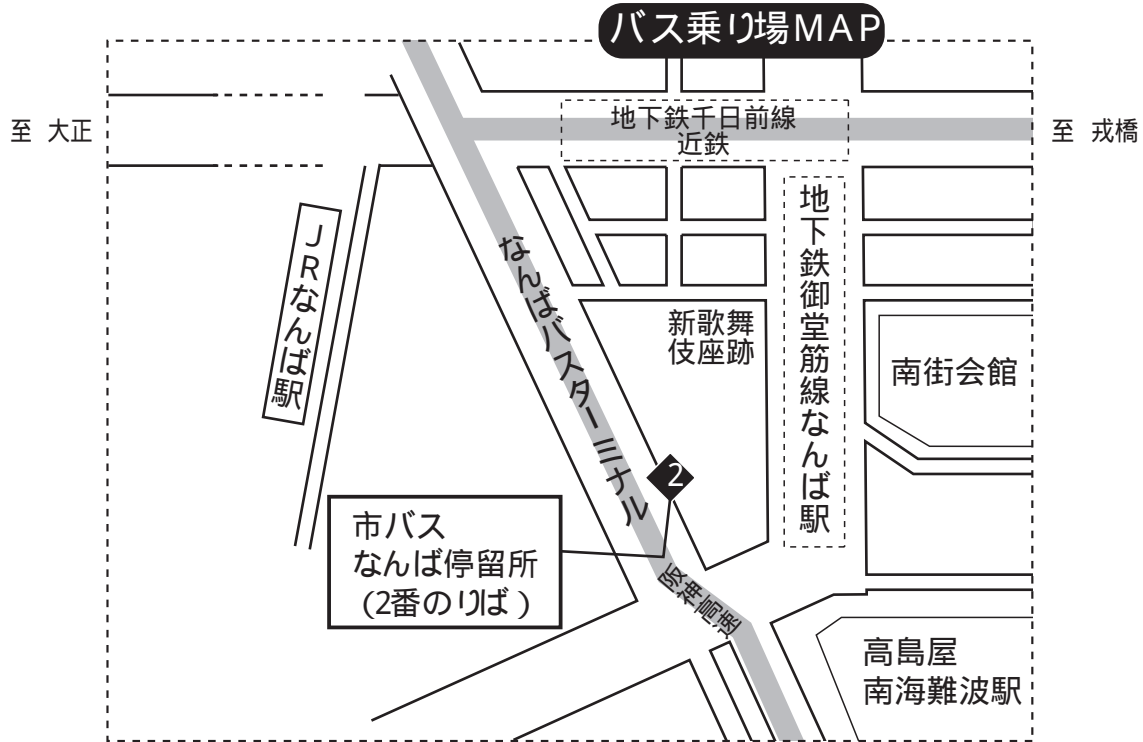 バス乗り場MAP
地下鉄千日前線
近鉄
至 大正
至 戎橋
JRなんば駅
なんばバスターミナル
地下鉄御堂筋線なんば駅
新歌舞
伎座跡
南街会館
2
市バス
なんば停留所
(2番のりば)
阪神高速
高島屋
南海難波駅